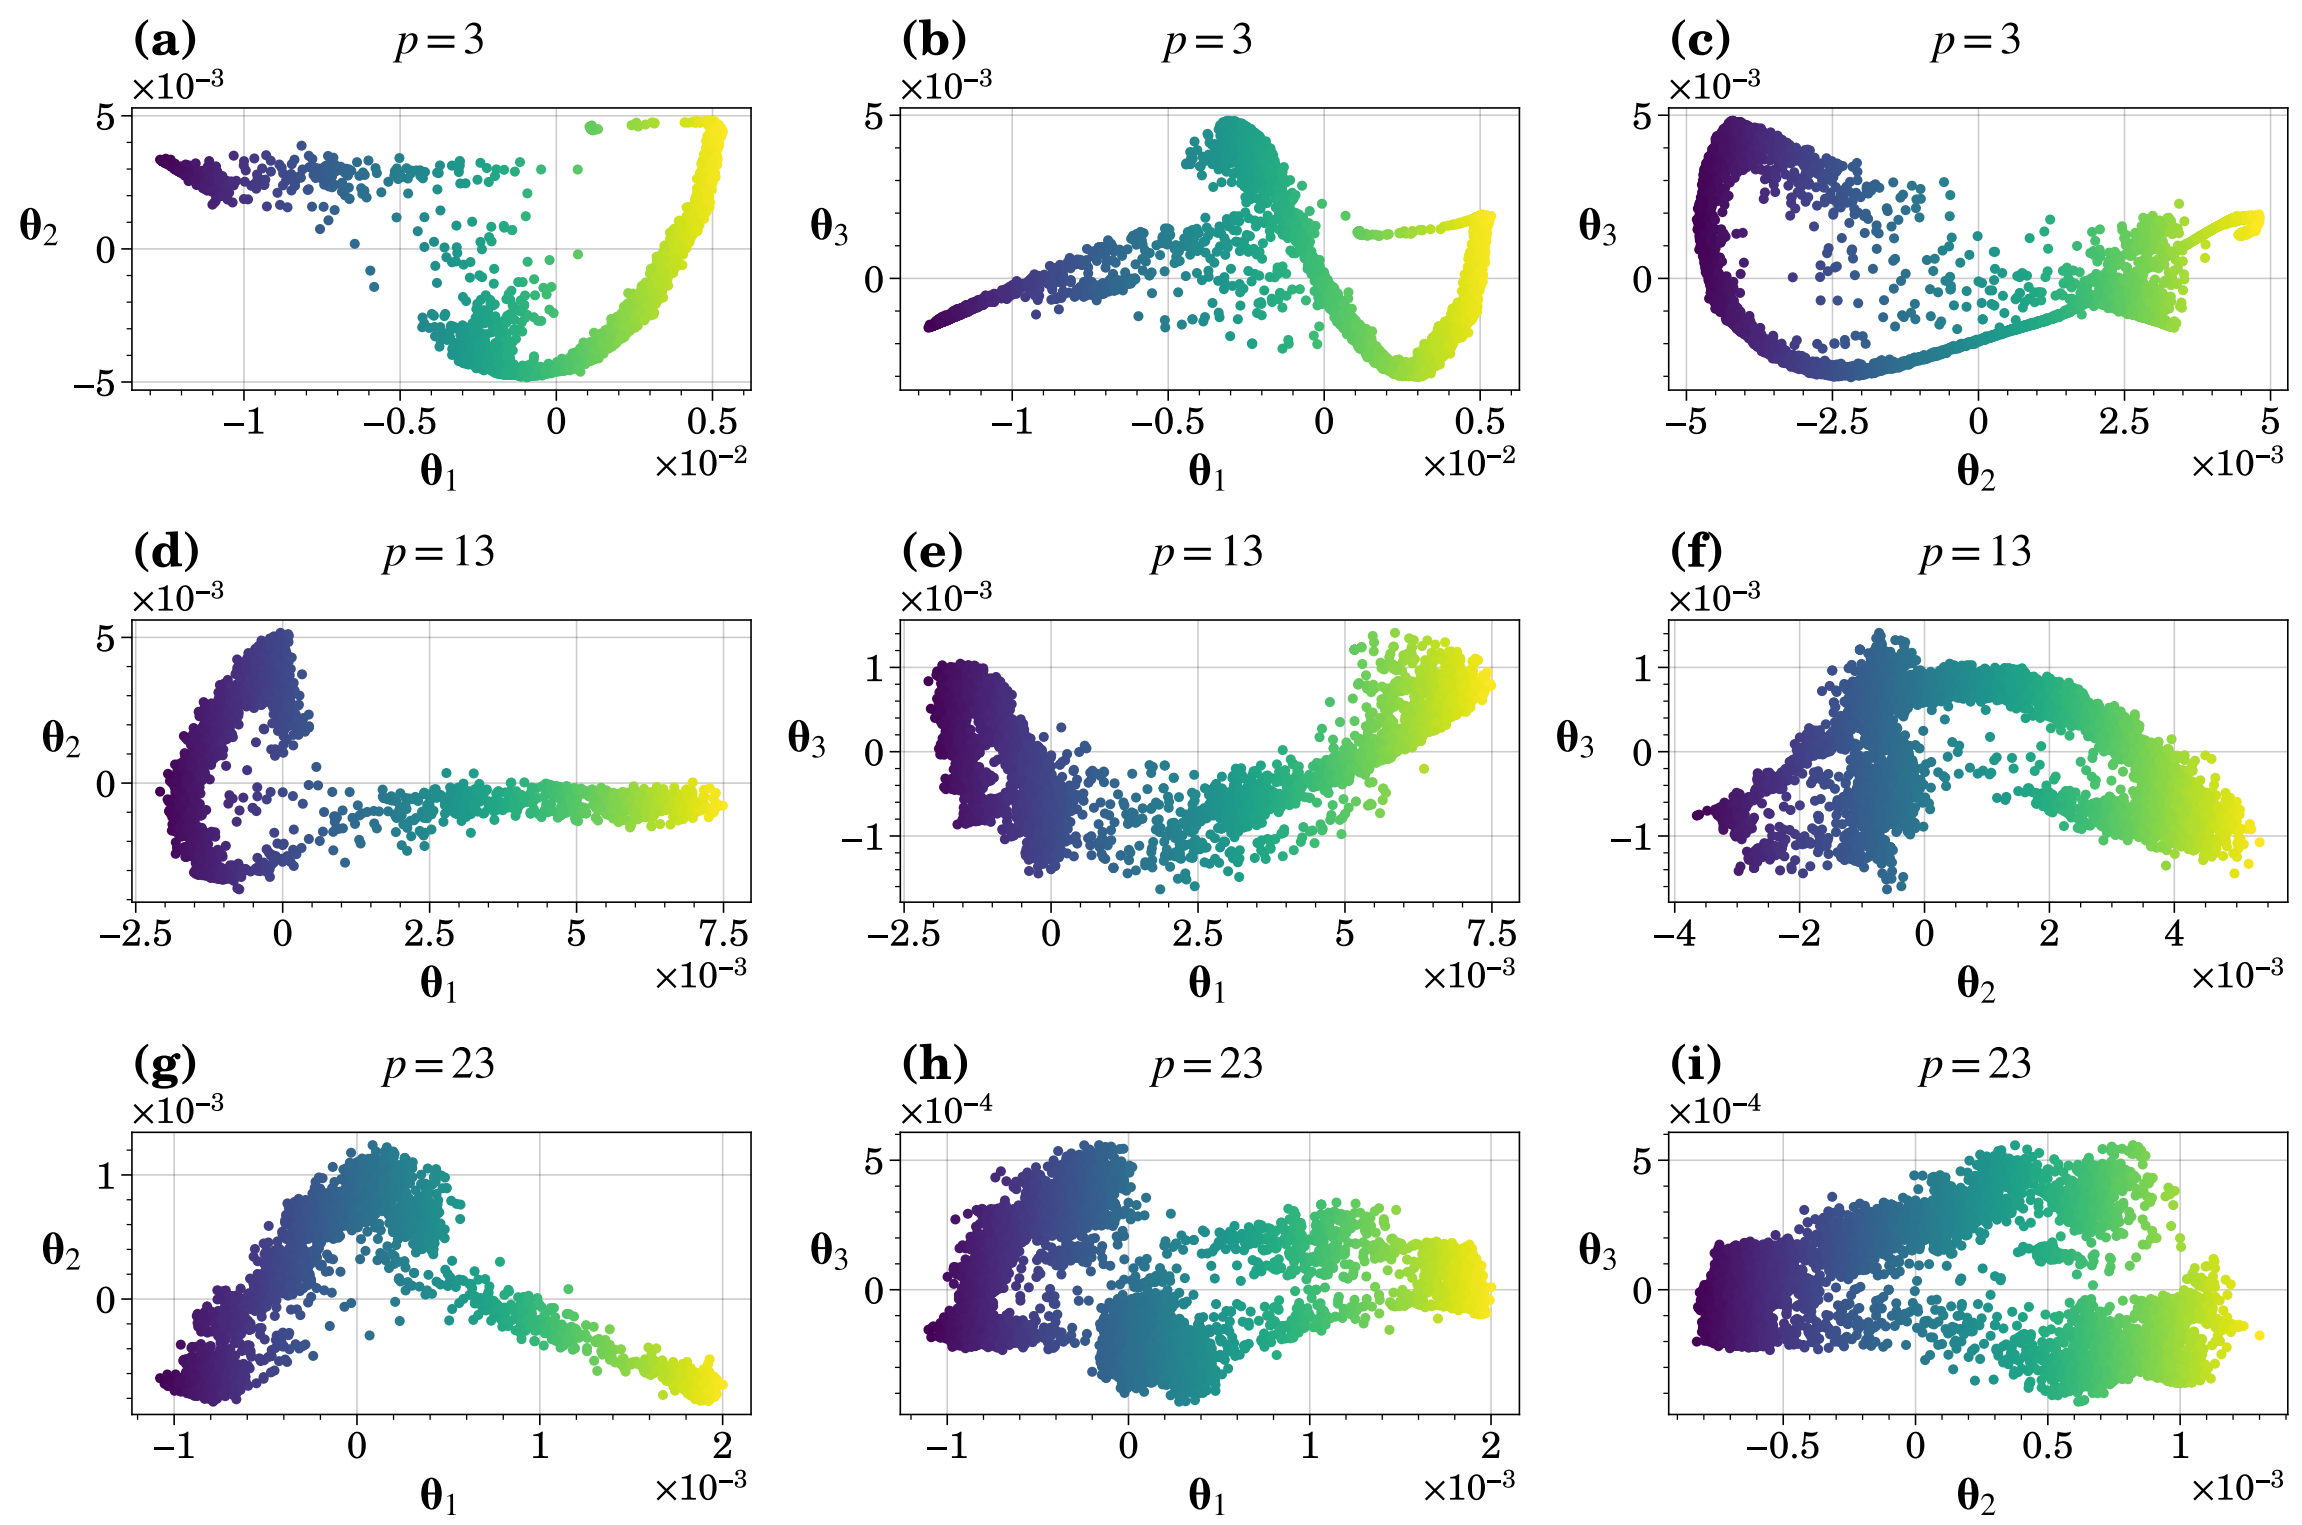 (a) p = 3
×10⁻³
5
0
−5
θ₂
−1 −0.5 0 0.5
×10⁻²
θ₁
(b) p = 3
×10⁻³
5
0
θ₃
−1 −0.5 0 0.5
×10⁻²
θ₁
(c) p = 3
×10⁻³
5
0
θ₃
−5 −2.5 0 2.5 5
×10⁻³
θ₂
(d) p = 13
×10⁻³
5
0
θ₂
−2.5 0 2.5 5 7.5
×10⁻³
θ₁
(e) p = 13
×10⁻³
1
0
−1
θ₃
−2.5 0 2.5 5 7.5
×10⁻³
θ₁
(f) p = 13
×10⁻³
1
0
−1
θ₃
−4 −2 0 2 4
×10⁻³
θ₂
(g) p = 23
×10⁻³
1
0
θ₂
−1 0 1 2
×10⁻³
θ₁
(h) p = 23
×10⁻⁴
5
0
θ₃
−1 0 1 2
×10⁻³
θ₁
(i) p = 23
×10⁻⁴
5
0
θ₃
−0.5 0 0.5 1
×10⁻³
θ₂